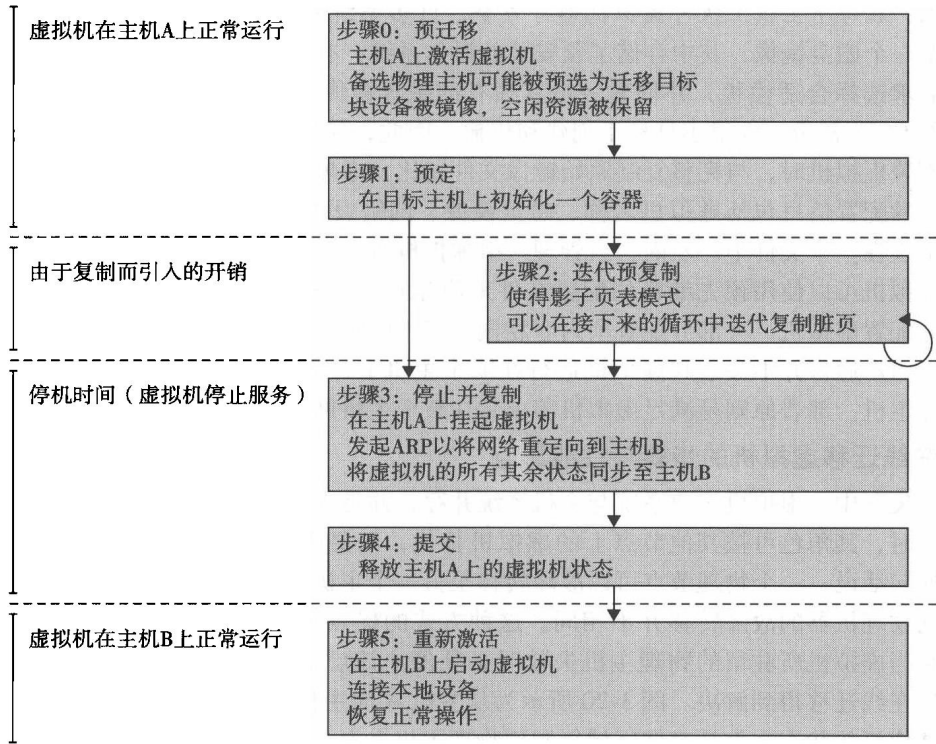 虚拟机在主机A上正常运行
步骤0：预迁移
主机A上激活虚拟机
备选物理主机可能被预选为迁移目标
块设备被镜像，空闲资源被保留
步骤1：预定
在目标主机上初始化一个容器
由于复制而引入的开销
步骤2：迭代预复制
使得影子页表模式
可以在接下来的循环中迭代复制脏页
停机时间（虚拟机停止服务）
步骤3：停止并复制
在主机A上挂起虚拟机
发起ARP以将网络重定向到主机B
将虚拟机的所有其余状态同步至主机B
步骤4：提交
释放主机A上的虚拟机状态
虚拟机在主机B上正常运行
步骤5：重新激活
在主机B上启动虚拟机
连接本地设备
恢复正常操作